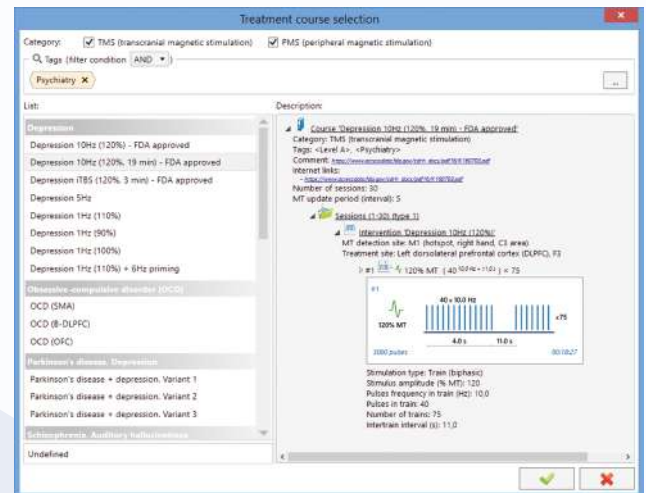 Treatment course selection
Category: TMS (transcranial magnetic stimulation) PMS (peripheral magnetic stimulation)
Tags (filter condition AND )
Psychiatry
...
List:
Depression
Depression 10Hz (120%) - FDA approved
Depression 10Hz (120%, 19 min) - FDA approved
Depression iTBS (120%, 3 min) - FDA approved
Depression 5Hz
Depression 1Hz (110%)
Depression 1Hz (90%)
Depression 1Hz (100%)
Depression 1Hz (110%) + 6Hz priming
Obsessive-compulsive disorder (OCD)
OCD (SMA)
OCD (B-DLPFC)
OCD (OFC)
Parkinson's disease. Depression
Parkinson's disease + depression. Variant 1
Parkinson's disease + depression. Variant 2
Parkinson's disease + depression. Variant 3
Schizophrenia. Auditory hallucinations
Undefined
Description:
Course 'Depression 10Hz (120%, 19 min) - FDA approved'
Category: TMS (transcranial magnetic stimulation)
Tags: <Level A>, <Psychiatry>
Comment:
Internet links:
Number of sessions: 30
MT update period (interval): 5
Sessions (1-30) (type 1)
Intervention 'Depression 10Hz (120%)'
MT detection site: M1 (hotspot, right hand, C3 area)
Treatment site: Left dorsolateral prefrontal cortex (DLPFC), F3
#1 120% MT ( 40 10.0 Hz + 11.0 s ) × 75
#1
40 x 10.0 Hz
120% MT
x75
4.0 s 11.0 s
3000 pulses 00:18:27
Stimulation type: Train (biphasic)
Stimulus amplitude (% MT): 120
Pulses frequency in train (Hz): 10,0
Pulses in train: 40
Number of trains: 75
Intertrain interval (s): 11,0